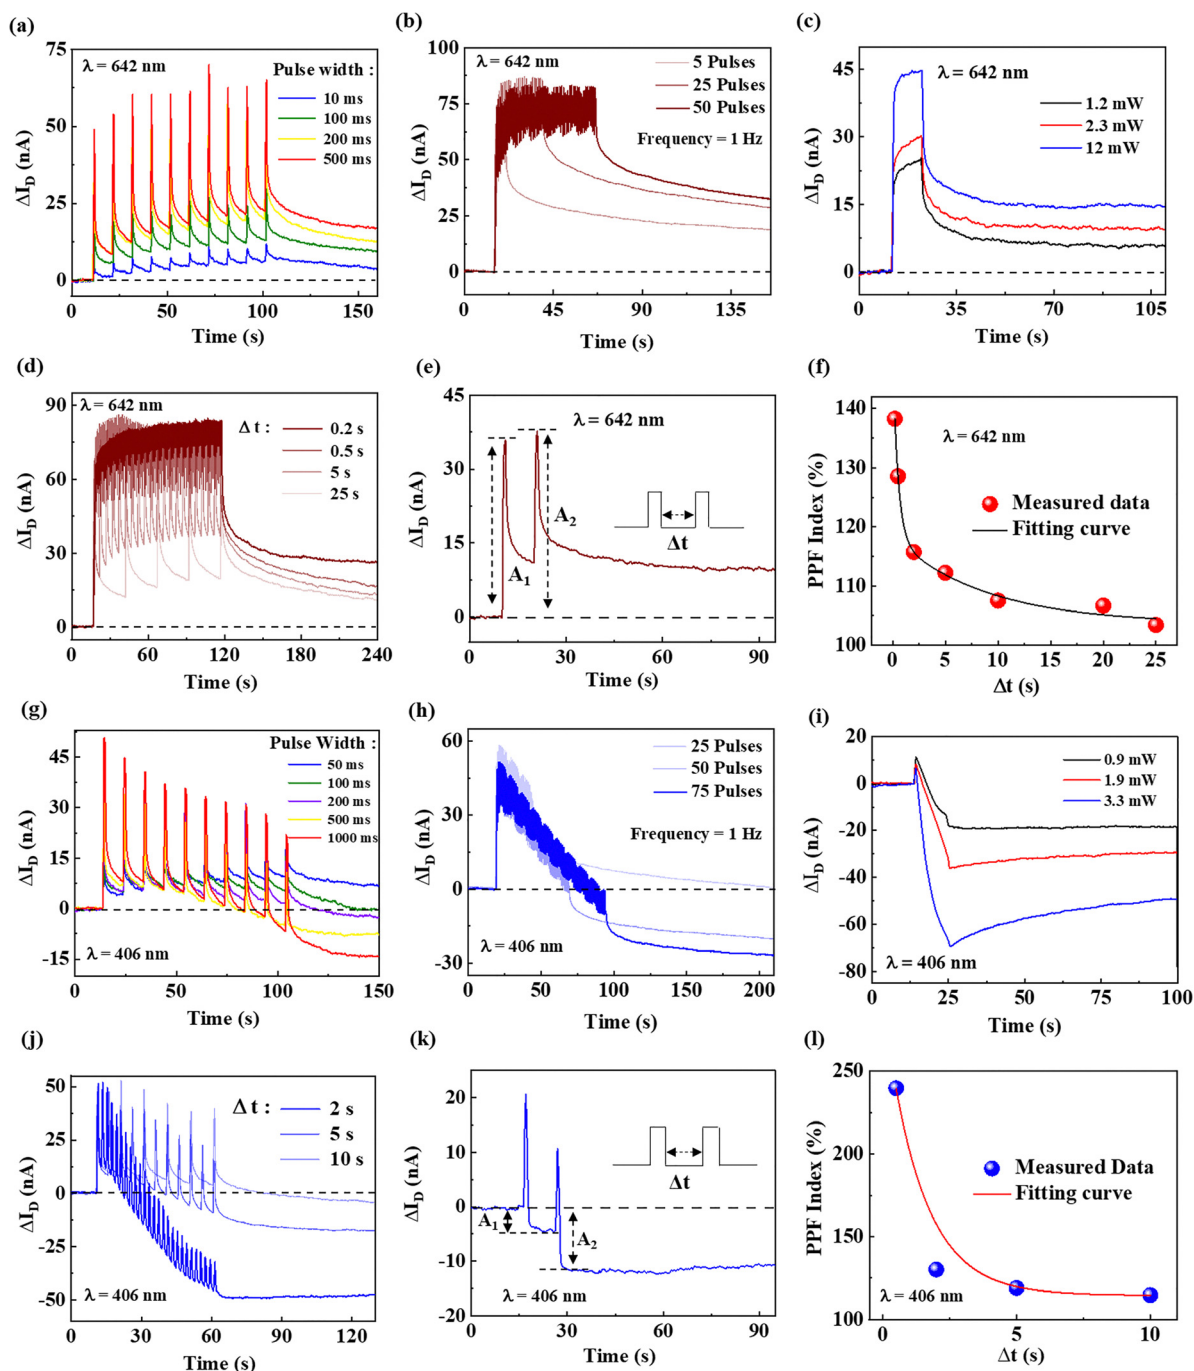 (a)
λ = 642 nm
Pulse width :
10 ms
100 ms
200 ms
500 ms
75
50
25
0
ΔI_D (nA)
0 50 100 150
Time (s)
(b)
λ = 642 nm
5 Pulses
25 Pulses
50 Pulses
Frequency = 1 Hz
100
75
50
25
0
ΔI_D (nA)
45 90 135
Time (s)
(c)
λ = 642 nm
1.2 mW
2.3 mW
12 mW
45
30
15
0
ΔI_D (nA)
0 35 70 105
Time (s)
(d)
λ = 642 nm
Δ t :
0.2 s
0.5 s
5 s
25 s
90
60
30
0
ΔI_D (nA)
0 60 120 180 240
Time (s)
(e)
λ = 642 nm
A₁
A₂
Δt
45
30
15
0
ΔI_D (nA)
0 30 60 90
Time (s)
(f)
λ = 642 nm
Measured data
Fitting curve
140
130
120
110
100
PPF Index (%)
0 5 10 15 20 25
Δt (s)
(g)
Pulse Width :
50 ms
100 ms
200 ms
500 ms
1000 ms
λ = 406 nm
45
30
15
0
-15
ΔI_D (nA)
0 50 100 150
Time (s)
(h)
25 Pulses
50 Pulses
75 Pulses
Frequency = 1 Hz
λ = 406 nm
60
30
0
-30
ΔI_D (nA)
0 50 100 150 200
Time (s)
(i)
0.9 mW
1.9 mW
3.3 mW
λ = 406 nm
20
0
-20
-40
-60
-80
ΔI_D (nA)
0 25 50 75 100
Time (s)
(j)
Δ t :
2 s
5 s
10 s
λ = 406 nm
50
25
0
-25
-50
ΔI_D (nA)
0 30 60 90 120
Time (s)
(k)
A₁
A₂
Δt
λ = 406 nm
20
10
0
-10
-20
ΔI_D (nA)
0 30 60 90
Time (s)
(l)
Measured Data
Fitting curve
λ = 406 nm
250
200
150
100
PPF Index (%)
0 5 10
Δt (s)